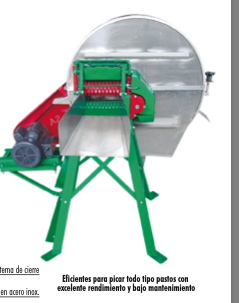 tema de cierre
en acero inox.
Eficientes para picar todo tipo pastos con
excelente rendimiento y bajo mantenimiento